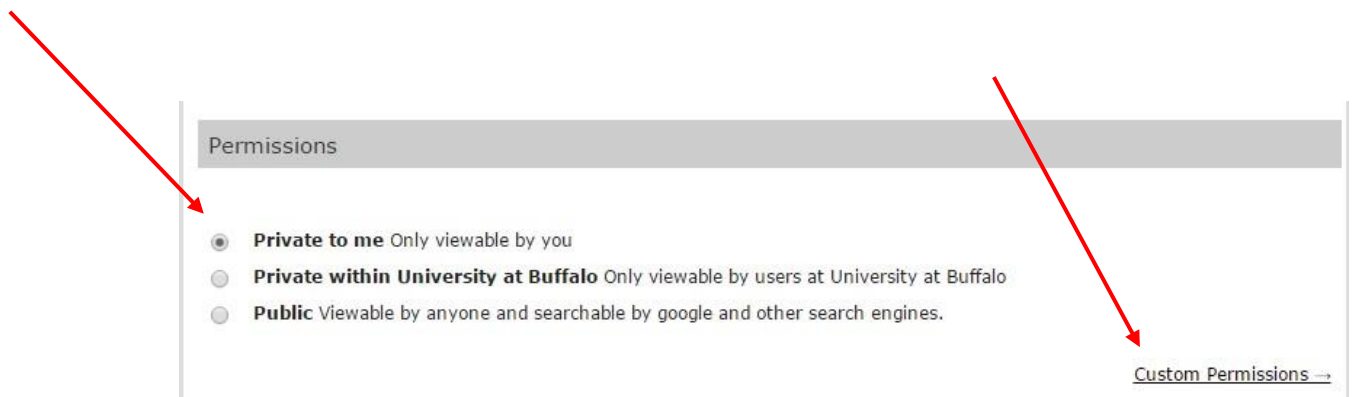 Permissions
Private to me Only viewable by you
Private within University at Buffalo Only viewable by users at University at Buffalo
Public Viewable by anyone and searchable by google and other search engines.
Custom Permissions →